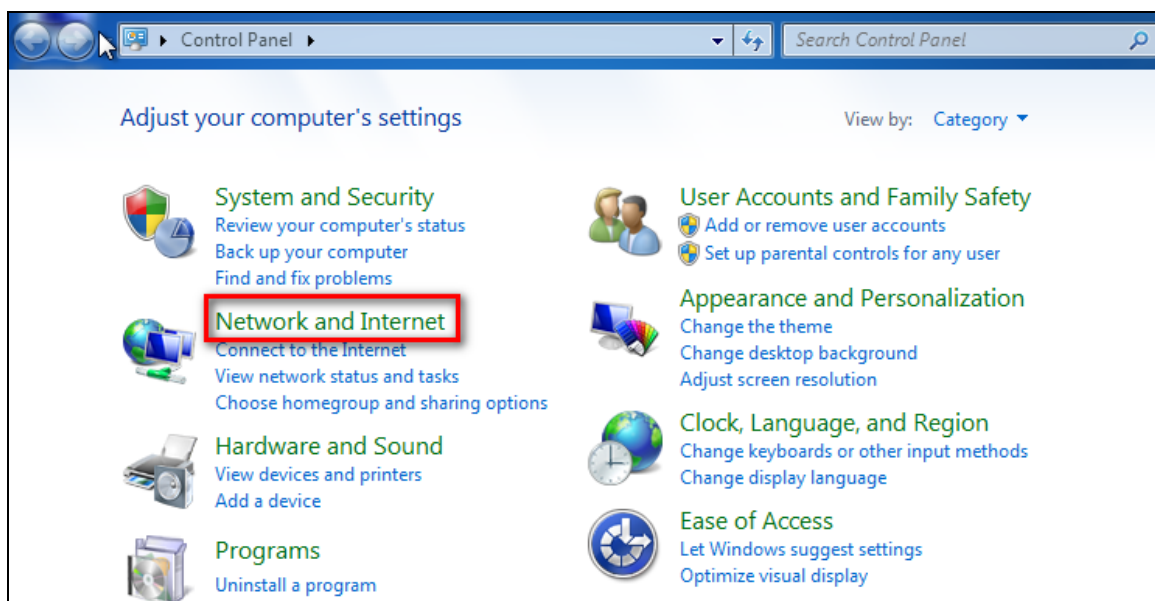 Control Panel
Search Control Panel
Adjust your computer's settings
View by: Category
System and Security
Review your computer's status
Back up your computer
Find and fix problems
Network and Internet
Connect to the Internet
View network status and tasks
Choose homegroup and sharing options
Hardware and Sound
View devices and printers
Add a device
Programs
Uninstall a program
User Accounts and Family Safety
Add or remove user accounts
Set up parental controls for any user
Appearance and Personalization
Change the theme
Change desktop background
Adjust screen resolution
Clock, Language, and Region
Change keyboards or other input methods
Change display language
Ease of Access
Let Windows suggest settings
Optimize visual display